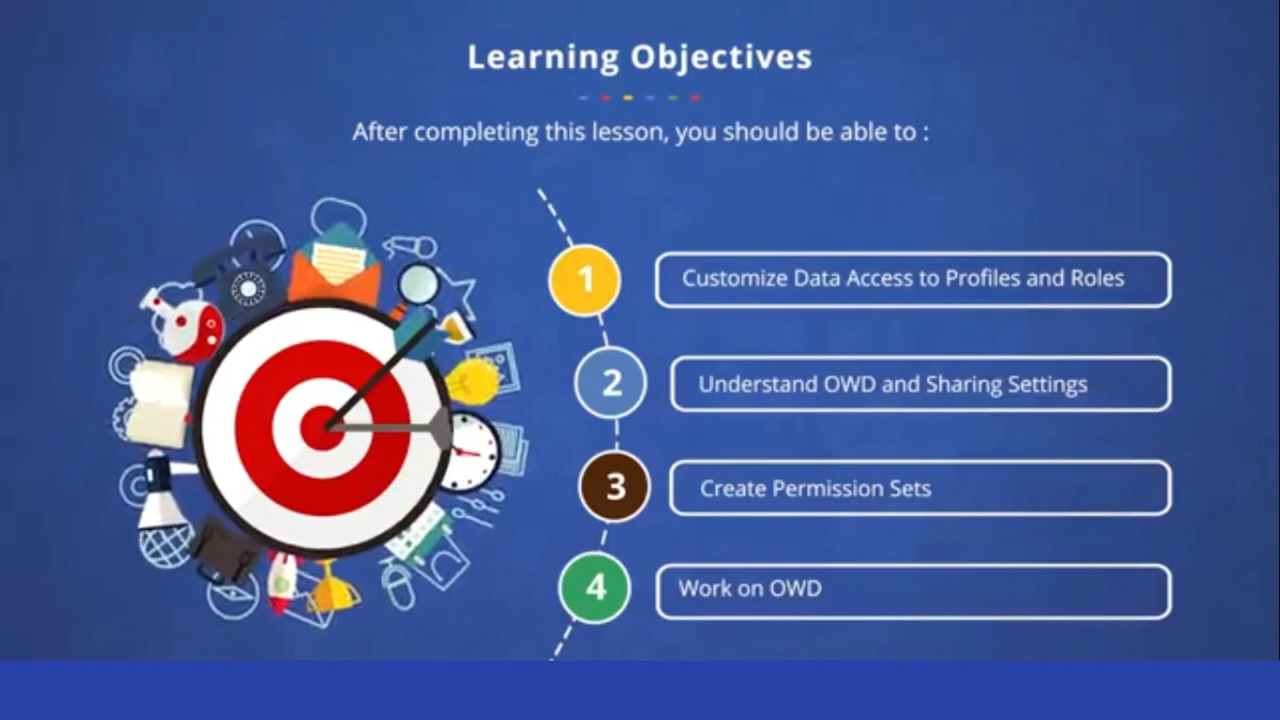 Learning Objectives
After completing this lesson, you should be able to :
1
Customize Data Access to Profiles and Roles
2
Understand OWD and Sharing Settings
3
Create Permission Sets
4
Work on OWD